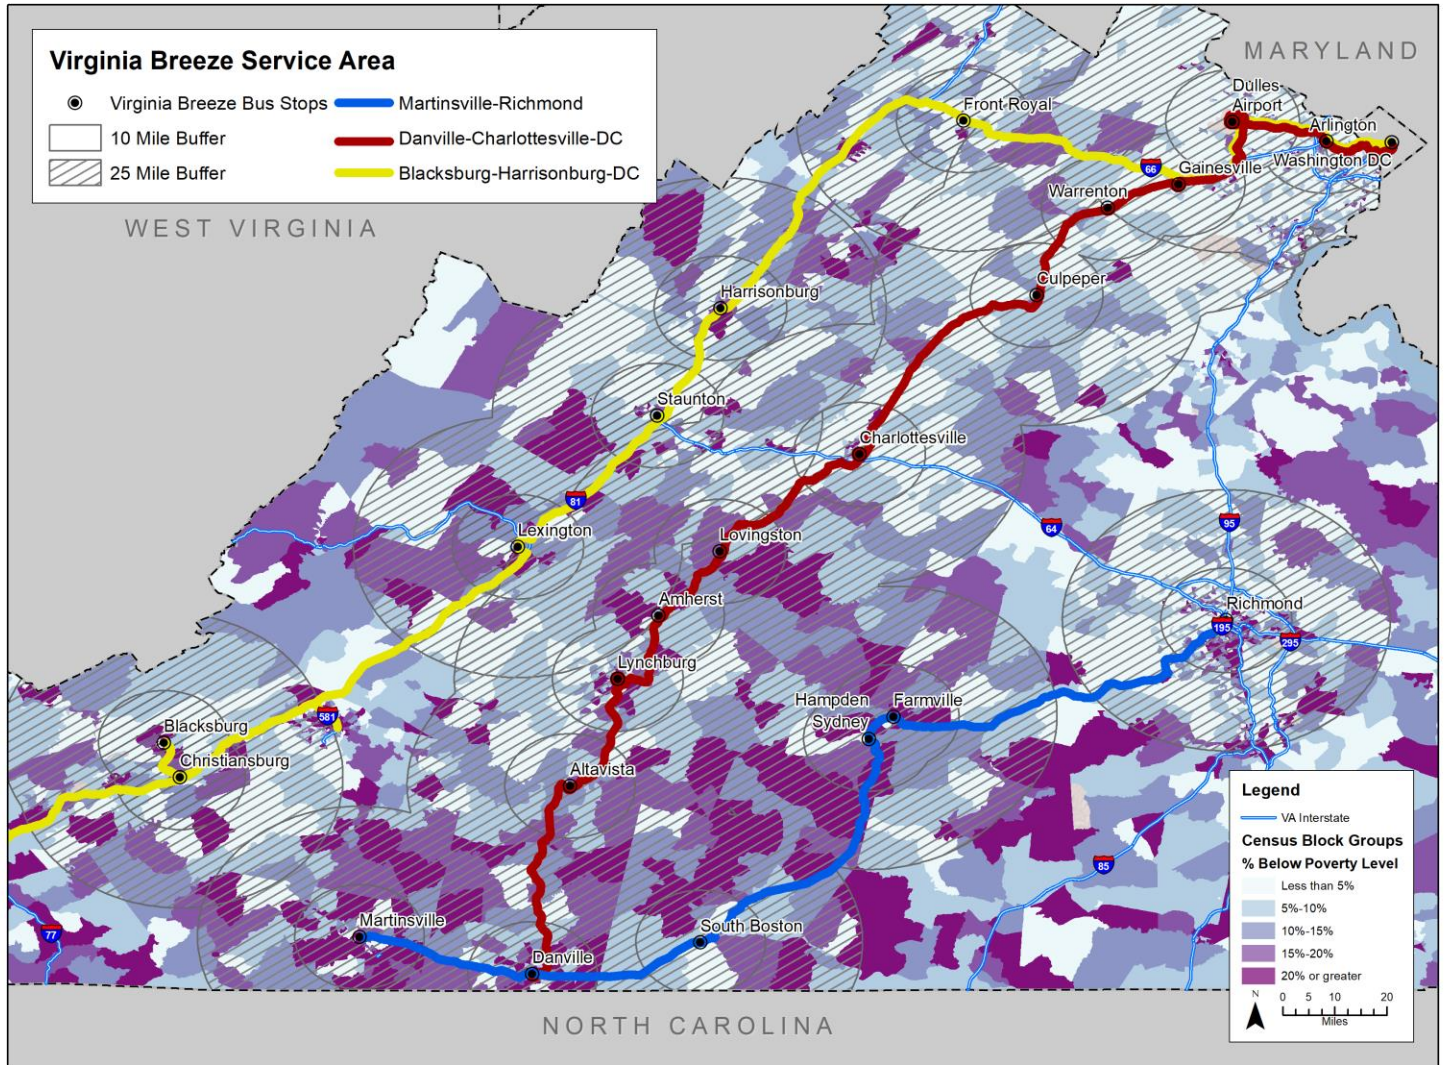 Virginia Breeze Service Area
Virginia Breeze Bus Stops
10 Mile Buffer
25 Mile Buffer
Martinsville-Richmond
Danville-Charlottesville-DC
Blacksburg-Harrisonburg-DC
MARYLAND
WEST VIRGINIA
Dulles
Airport
Front Royal
Arlington
Washington DC
66
Gainesville
Warrenton
Culpeper
Harrisonburg
Staunton
Charlottesville
81
Lexington
64
95
Lovingston
Amherst
Richmond
195
295
Lynchburg
Hampden
Sydney
Farmville
581
Blacksburg
Christiansburg
Altavista
85
Martinsville
South Boston
77
Danville
NORTH CAROLINA
Legend
VA Interstate
Census Block Groups
% Below Poverty Level
Less than 5%
5%-10%
10%-15%
15%-20%
20% or greater
N
0 5 10 20
Miles